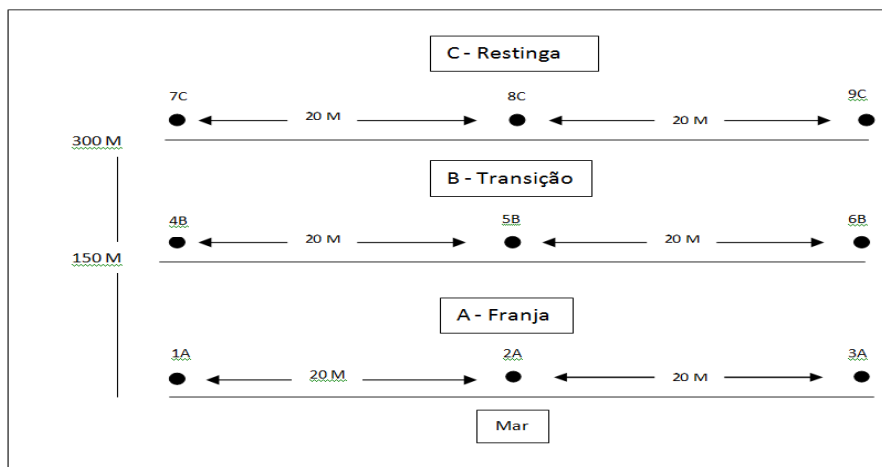 C - Restinga
7C 8C 9C
20 M 20 M
300 M
B - Transição
4B 5B 6B
20 M 20 M
150 M
A - Franja
1A 2A 3A
20 M 20 M
Mar